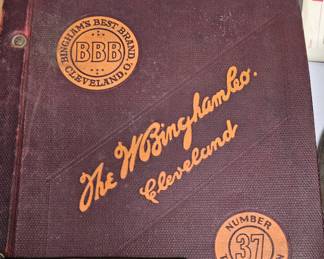 BINGHAM'S BEST BRAND
BBB
CLEVELAND, O.
The W Bingham Co.
Cleveland
NUMBER
37